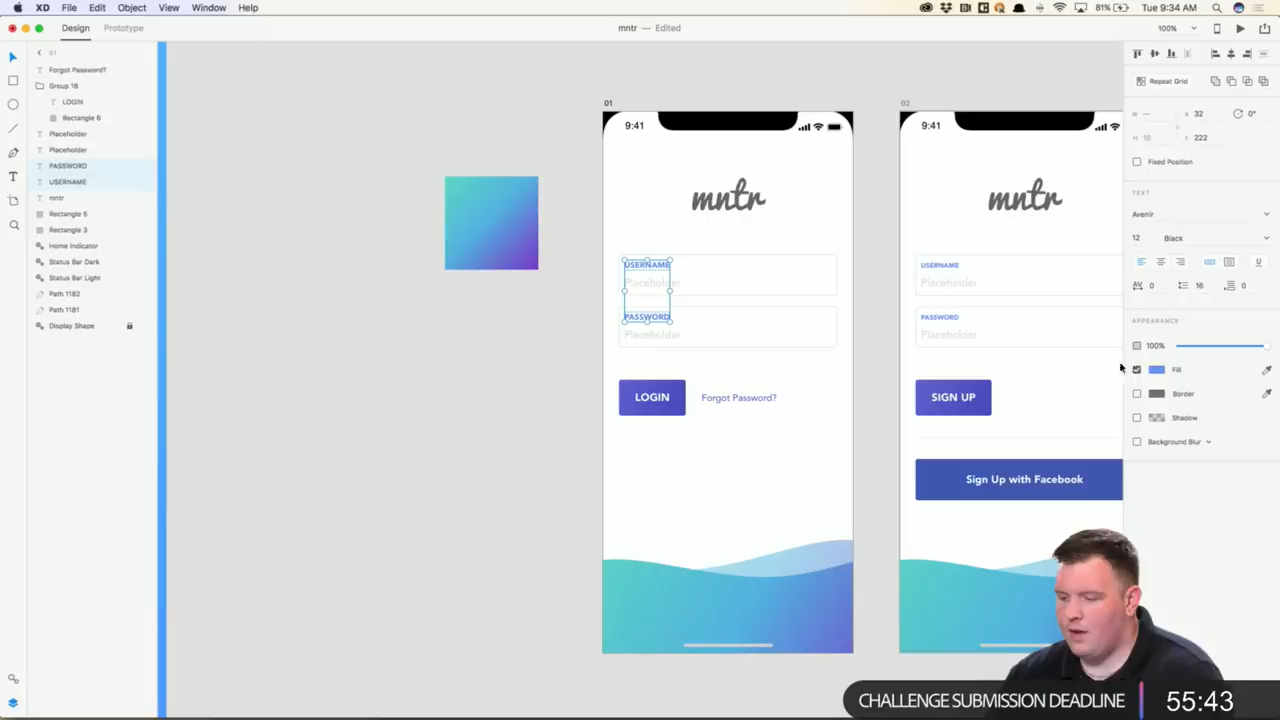 XD File Edit Object View Window Help
81% Tue 9:34 AM
Design Prototype
mntr — Edited
100%
01
Forgot Password?
Group 16
LOGIN
Rectangle 6
Placeholder
Placeholder
PASSWORD
USERNAME
mntr
Rectangle 5
Rectangle 3
Home Indicator
Status Bar Dark
Status Bar Light
Path 1182
Path 1181
Display Shape
01
9:41
mntr
USERNAME
Placeholder
PASSWORD
Placeholder
LOGIN
Forgot Password?
02
9:41
mntr
USERNAME
Placeholder
PASSWORD
Placeholder
SIGN UP
Sign Up with Facebook
Repeat Grid
W — X 32 0°
H 16 Y 222
Fixed Position
TEXT
Avenir
12 Black
0 16 0
APPEARANCE
100%
Fill
Border
Shadow
Background Blur
CHALLENGE SUBMISSION DEADLINE
55:43